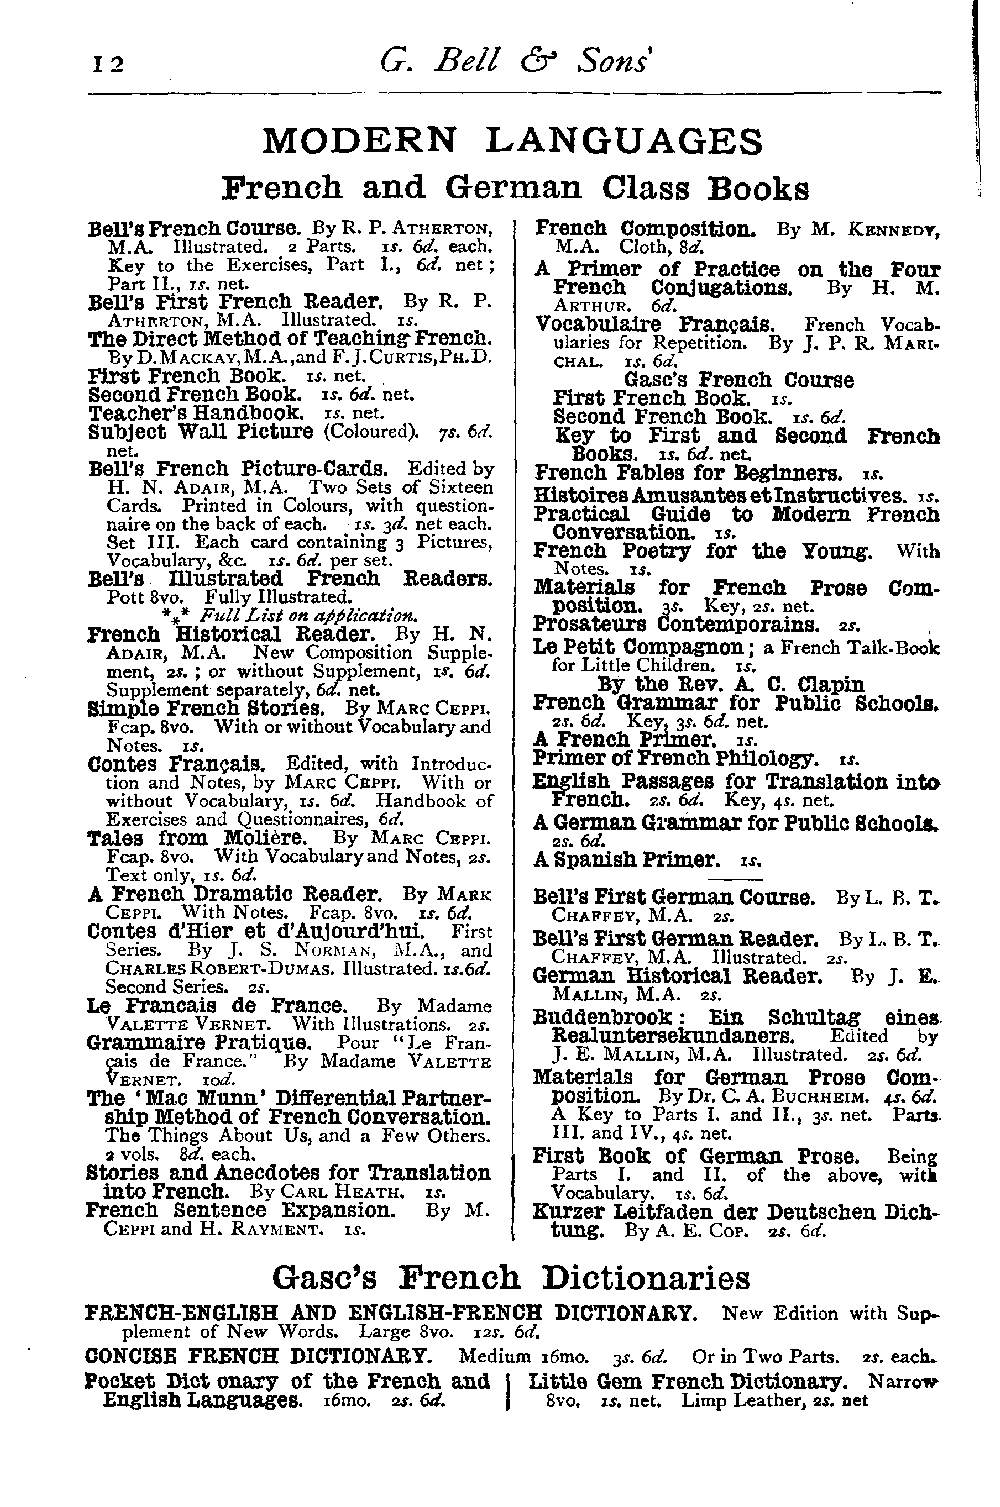 12 G. Bell & Sons'
MODERN LANGUAGES
French and German Class Books
Bell's French Course. By R. P. ATHERTON,
M.A. Illustrated. 2 Parts. 1s. 6d. each.
Key to the Exercises, Part I., 6d. net;
Part II., 1s. net.
Bell's First French Reader. By R. P.
ATHERTON, M.A. Illustrated. 1s.
The Direct Method of Teaching French.
By D. MACKAY, M.A., and F. J. CURTIS, PH.D.
First French Book. 1s. net.
Second French Book. 1s. 6d. net.
Teacher's Handbook. 1s. net.
Subject Wall Picture (Coloured). 7s. 6d.
net.
Bell's French Picture-Cards. Edited by
H. N. ADAIR, M.A. Two Sets of Sixteen
Cards. Printed in Colours, with question-
naire on the back of each. 1s. 3d. net each.
Set III. Each card containing 3 Pictures,
Vocabulary, &c. 1s. 6d. per set.
Bell's Illustrated French Readers.
Pott 8vo. Fully Illustrated.
*** Full List on application.
French Historical Reader. By H. N.
ADAIR, M.A. New Composition Supple-
ment, 2s.; or without Supplement, 1s. 6d.
Supplement separately, 6d. net.
Simple French Stories. By MARC CEPPI.
Fcap. 8vo. With or without Vocabulary and
Notes. 1s.
Contes Français. Edited, with Introduc-
tion and Notes, by MARC CEPPI. With or
without Vocabulary, 1s. 6d. Handbook of
Exercises and Questionnaires, 6d.
Tales from Molière. By MARC CEPPI.
Fcap. 8vo. With Vocabulary and Notes, 2s.
Text only, 1s. 6d.
A French Dramatic Reader. By MARK
CEPPI. With Notes. Fcap. 8vo. 1s. 6d.
Contes d'Hier et d'Aujourd'hui. First
Series. By J. S. NORMAN, M.A., and
CHARLES ROBERT-DUMAS. Illustrated. 1s. 6d.
Second Series. 2s.
Le Francais de France. By Madame
VALETTE VERNET. With Illustrations. 2s.
Grammaire Pratique. Pour "Le Fran-
çais de France." By Madame VALETTE
VERNET. 10d.
The 'Mac Munn' Differential Partner-
ship Method of French Conversation.
The Things About Us, and a Few Others.
2 vols. 8d. each.
Stories and Anecdotes for Translation
into French. By CARL HEATH. 1s.
French Sentence Expansion. By M.
CEPPI and H. RAYMENT. 1s.
French Composition. By M. KENNEDY,
M.A. Cloth, 8d.
A Primer of Practice on the Four
French Conjugations. By H. M.
ARTHUR. 6d.
Vocabulaire Français. French Vocab-
ularies for Repetition. By J. P. R. MARI-
CHAL. 1s. 6d.
Gasc's French Course
First French Book. 1s.
Second French Book. 1s. 6d.
Key to First and Second French
Books. 1s. 6d. net.
French Fables for Beginners. 1s.
Histoires Amusantes et Instructives. 1s.
Practical Guide to Modern French
Conversation. 1s.
French Poetry for the Young. With
Notes. 1s.
Materials for French Prose Com-
position. 3s. Key, 2s. net.
Prosateurs Contemporains. 2s.
Le Petit Compagnon; a French Talk-Book
for Little Children. 1s.
By the Rev. A. C. Clapin
French Grammar for Public Schools.
2s. 6d. Key, 3s. 6d. net.
A French Primer. 1s.
Primer of French Philology. 1s.
English Passages for Translation into
French. 2s. 6d. Key, 4s. net.
A German Grammar for Public Schools.
2s. 6d.
A Spanish Primer. 1s.
Bell's First German Course. By L. B. T.
CHAFFEY, M.A. 2s.
Bell's First German Reader. By L. B. T.
CHAFFEY, M.A. Illustrated. 2s.
German Historical Reader. By J. E.
MALLIN, M.A. 2s.
Buddenbrook: Ein Schultag eines
Realuntersekundaners. Edited by
J. E. MALLIN, M.A. Illustrated. 2s. 6d.
Materials for German Prose Com-
position. By Dr. C. A. BUCHHEIM. 4s. 6d.
A Key to Parts I. and II., 3s. net. Parts
III. and IV., 4s. net.
First Book of German Prose. Being
Parts I. and II. of the above, with
Vocabulary. 1s. 6d.
Kurzer Leitfaden der Deutschen Dich-
tung. By A. E. COP. 2s. 6d.
Gasc's French Dictionaries
FRENCH-ENGLISH AND ENGLISH-FRENCH DICTIONARY. New Edition with Sup-
plement of New Words. Large 8vo. 12s. 6d.
CONCISE FRENCH DICTIONARY. Medium 16mo. 3s. 6d. Or in Two Parts. 2s. each.
Pocket Dict onary of the French and
English Languages. 16mo. 2s. 6d.
Little Gem French Dictionary. Narrow
8vo. 1s. net. Limp Leather, 2s. net